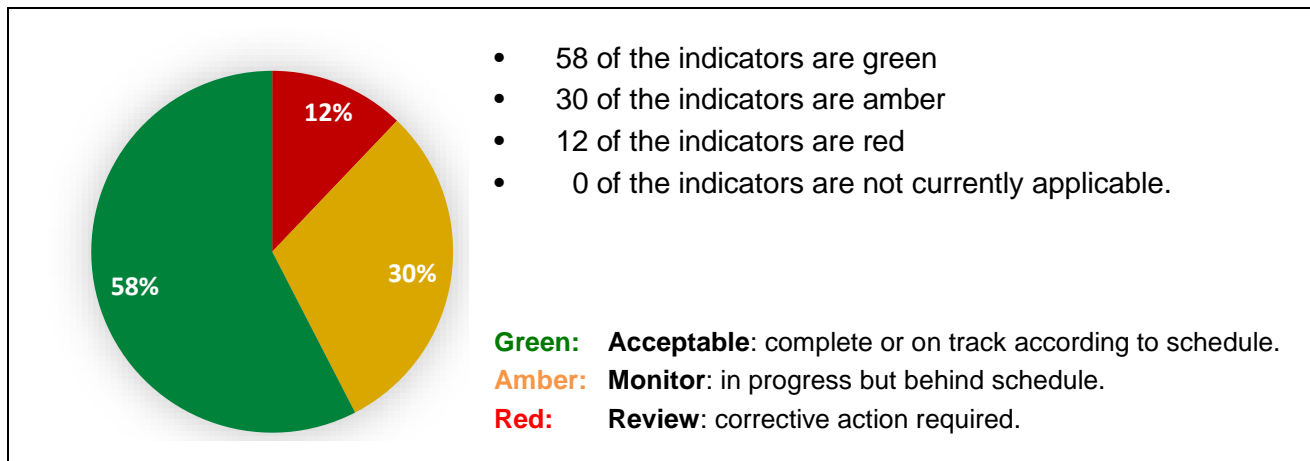 12%
30%
58%
• 58 of the indicators are green
• 30 of the indicators are amber
• 12 of the indicators are red
• 0 of the indicators are not currently applicable.
Green: Acceptable: complete or on track according to schedule.
Amber: Monitor: in progress but behind schedule.
Red: Review: corrective action required.